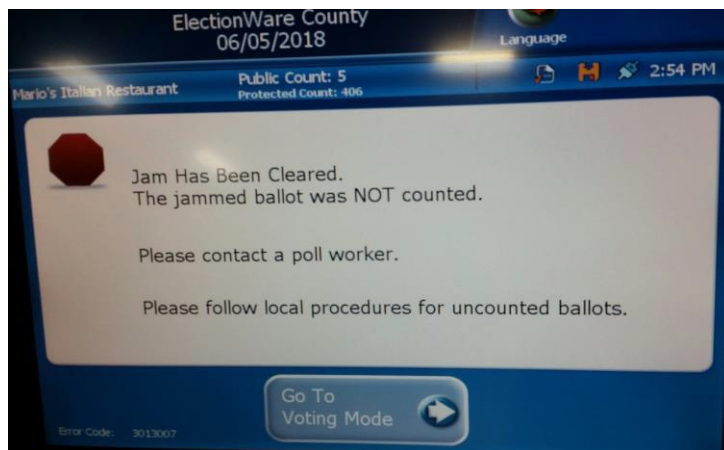 ElectionWare County
06/05/2018
Language
Mario's Italian Restaurant
Public Count: 5
Protected Count: 406
2:54 PM
Jam Has Been Cleared.
The jammed ballot was NOT counted.
Please contact a poll worker.
Please follow local procedures for uncounted ballots.
Go To
Voting Mode
Error Code: 3013007